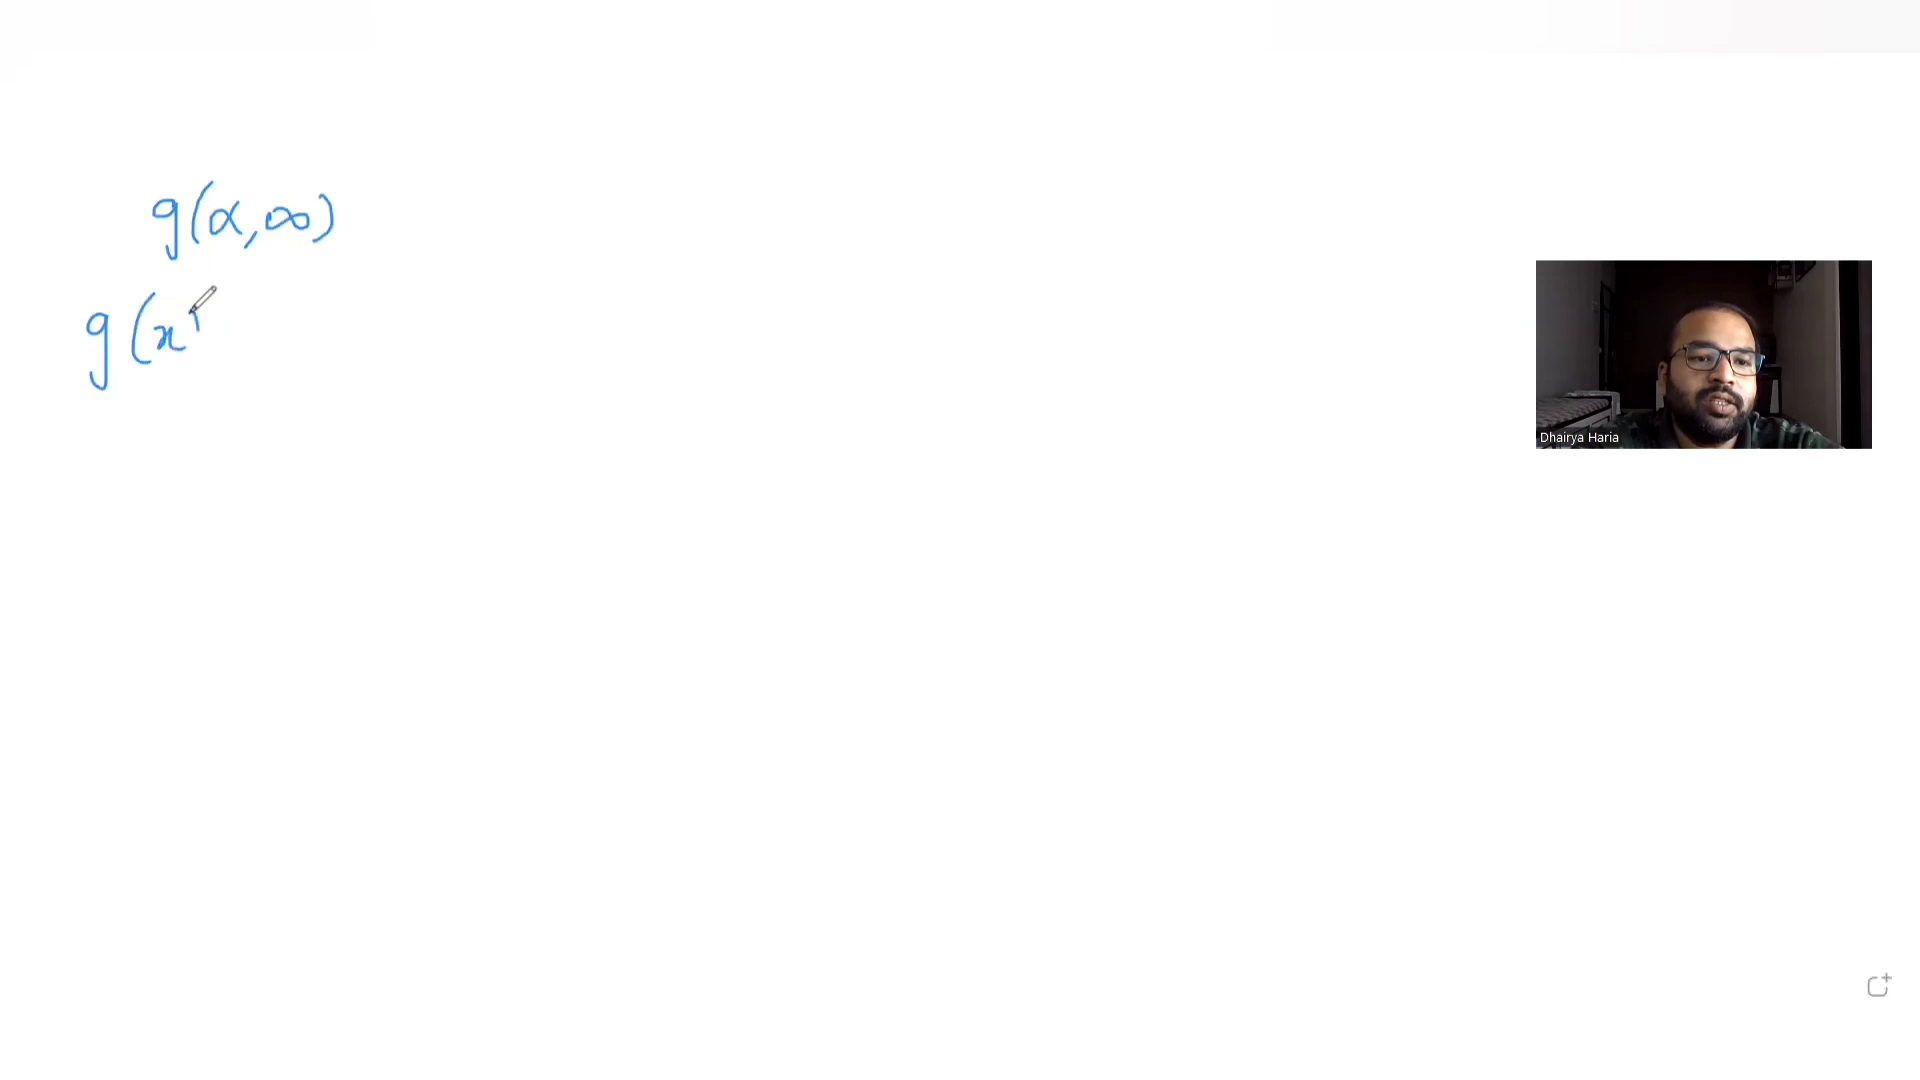 g(α,∞)
g(x
Dhairya Haria